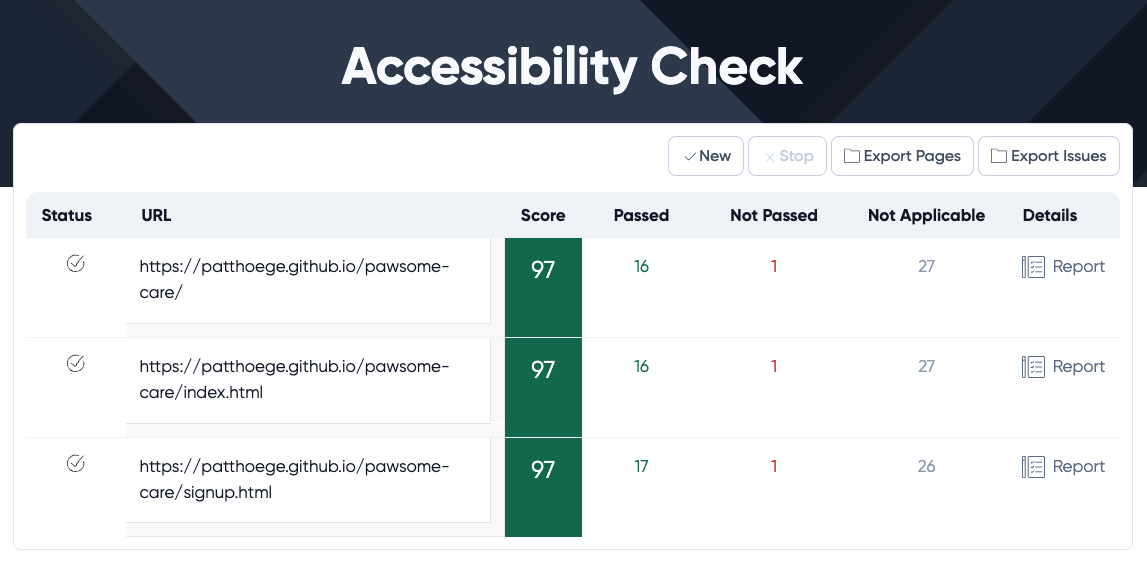 Accessibility Check
New Stop Export Pages Export Issues
Status URL Score Passed Not Passed Not Applicable Details
https://patthoege.github.io/pawsome- 97 16 1 27 Report
care/
https://patthoege.github.io/pawsome- 97 16 1 27 Report
care/index.html
https://patthoege.github.io/pawsome- 97 17 1 26 Report
care/signup.html